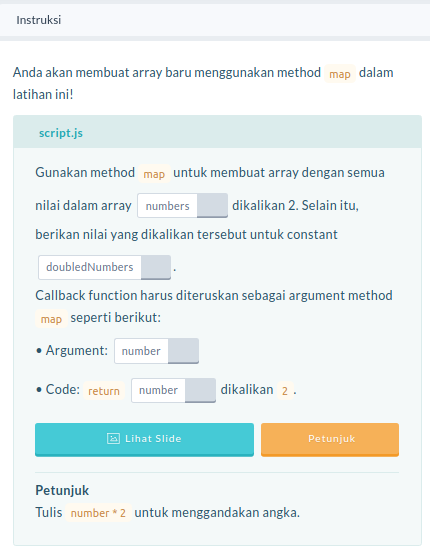 Instruksi
Anda akan membuat array baru menggunakan method map dalam
latihan ini!
script.js
Gunakan method map untuk membuat array dengan semua
nilai dalam array numbers dikalikan 2. Selain itu,
berikan nilai yang dikalikan tersebut untuk constant
doubledNumbers .
Callback function harus diteruskan sebagai argument method
map seperti berikut:
• Argument: number
• Code: return number dikalikan 2 .
Lihat Slide
Petunjuk
Petunjuk
Tulis number * 2 untuk menggandakan angka.